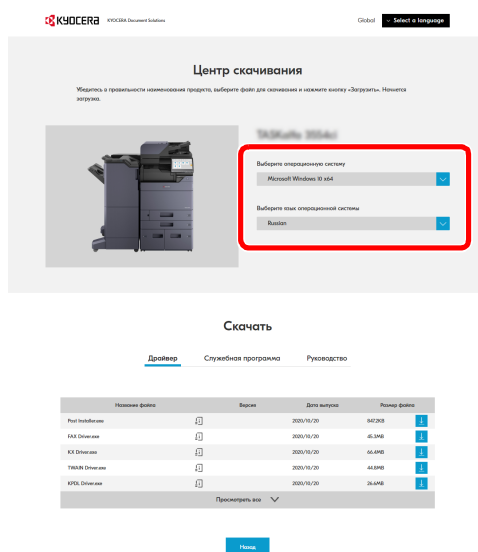 KYOCERA KYOCERA Document Solutions Global Select a language
Центр скачивания
Убедитесь в правильности наименования продукта, выберите файл для скачивания и нажмите кнопку «Загрузить». Начнется
загрузка.
Выберите операционную систему
Microsoft Windows 10 x64
Выберите язык операционной системы
Russian
Скачать
Драйвер Служебная программа Руководство
Название файла Версия Дата выпуска Размер файла
Post Installer.exe 2020/10/20 847.2KB
FAX Driver.exe 2020/10/20 45.3MB
KX Driver.exe 2020/10/20 66.4MB
TWAIN Driver.exe 2020/10/20 44.8MB
KPDL Driver.exe 2020/10/20 26.6MB
Просмотреть все
Назад